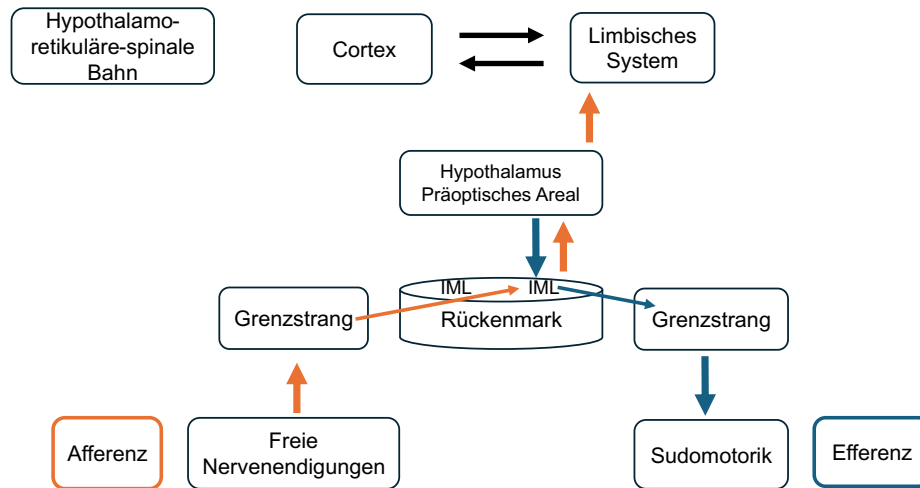 Hypothalamo-
retikuläre-spinale
Bahn
Cortex
Limbisches
System
Hypothalamus
Präoptisches Areal
IML
IML
Rückenmark
Grenzstrang
Grenzstrang
Afferenz
Freie
Nervenendigungen
Sudomotorik
Efferenz